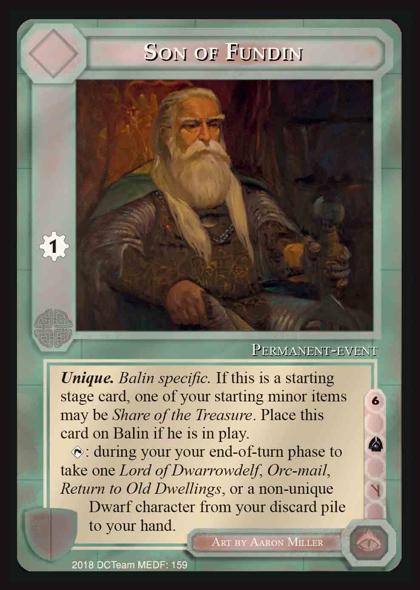 SON OF FUNDIN
1
PERMANENT-EVENT
Unique. Balin specific. If this is a starting
stage card, one of your starting minor items
may be Share of the Treasure. Place this
card on Balin if he is in play.
: during your your end-of-turn phase to
take one Lord of Dwarrowdelf, Orc-mail,
Return to Old Dwellings, or a non-unique
Dwarf character from your discard pile
to your hand.
6
ART BY AARON MILLER
2018 DCTeam MEDF: 159